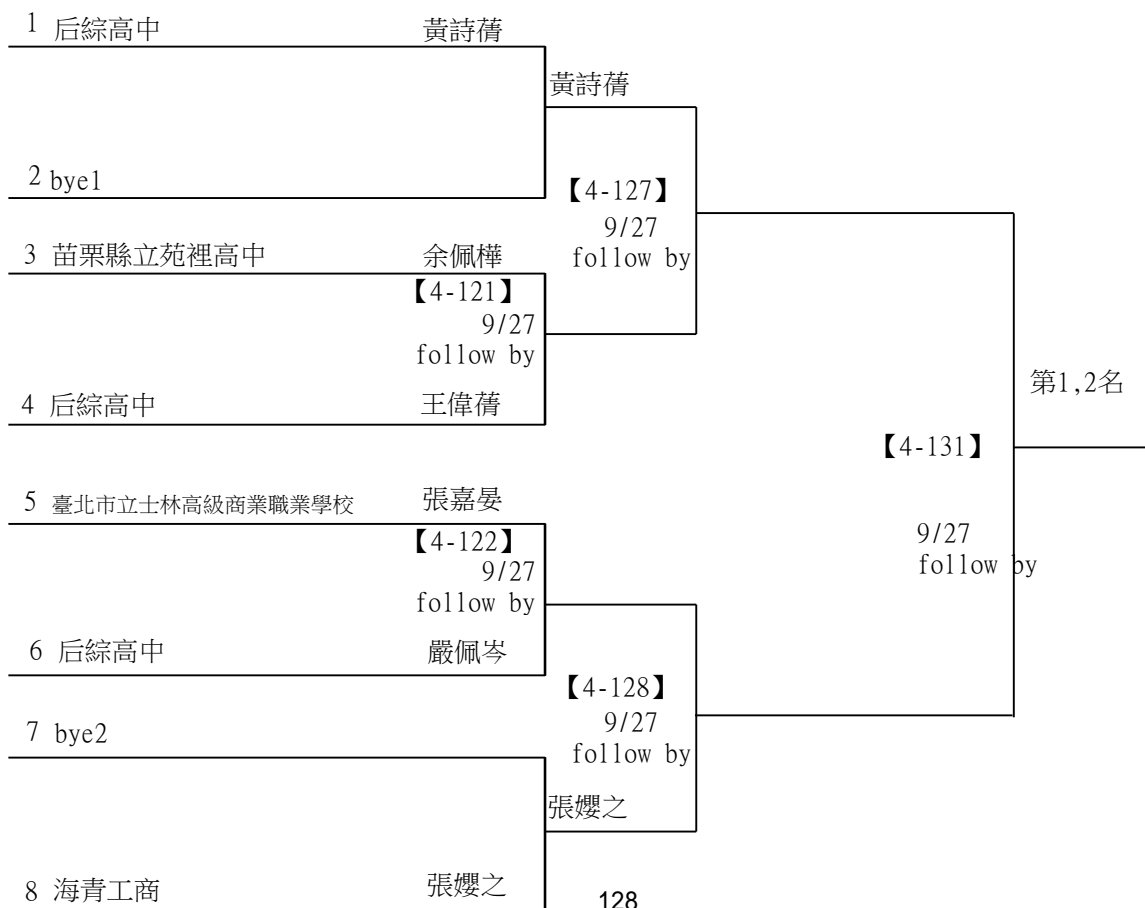 1 后綜高中 黃詩蒨
黃詩蒨
2 bye1
【4-127】
9/27
follow by
3 苗栗縣立苑裡高中 余佩樺
【4-121】
9/27
follow by
4 后綜高中 王偉蒨
第1,2名
【4-131】
9/27
follow by
5 臺北市立士林高級商業職業學校 張嘉晏
【4-122】
9/27
follow by
6 后綜高中 嚴佩岑
【4-128】
9/27
follow by
7 bye2
張嬰之
8 海青工商 張嬰之
128